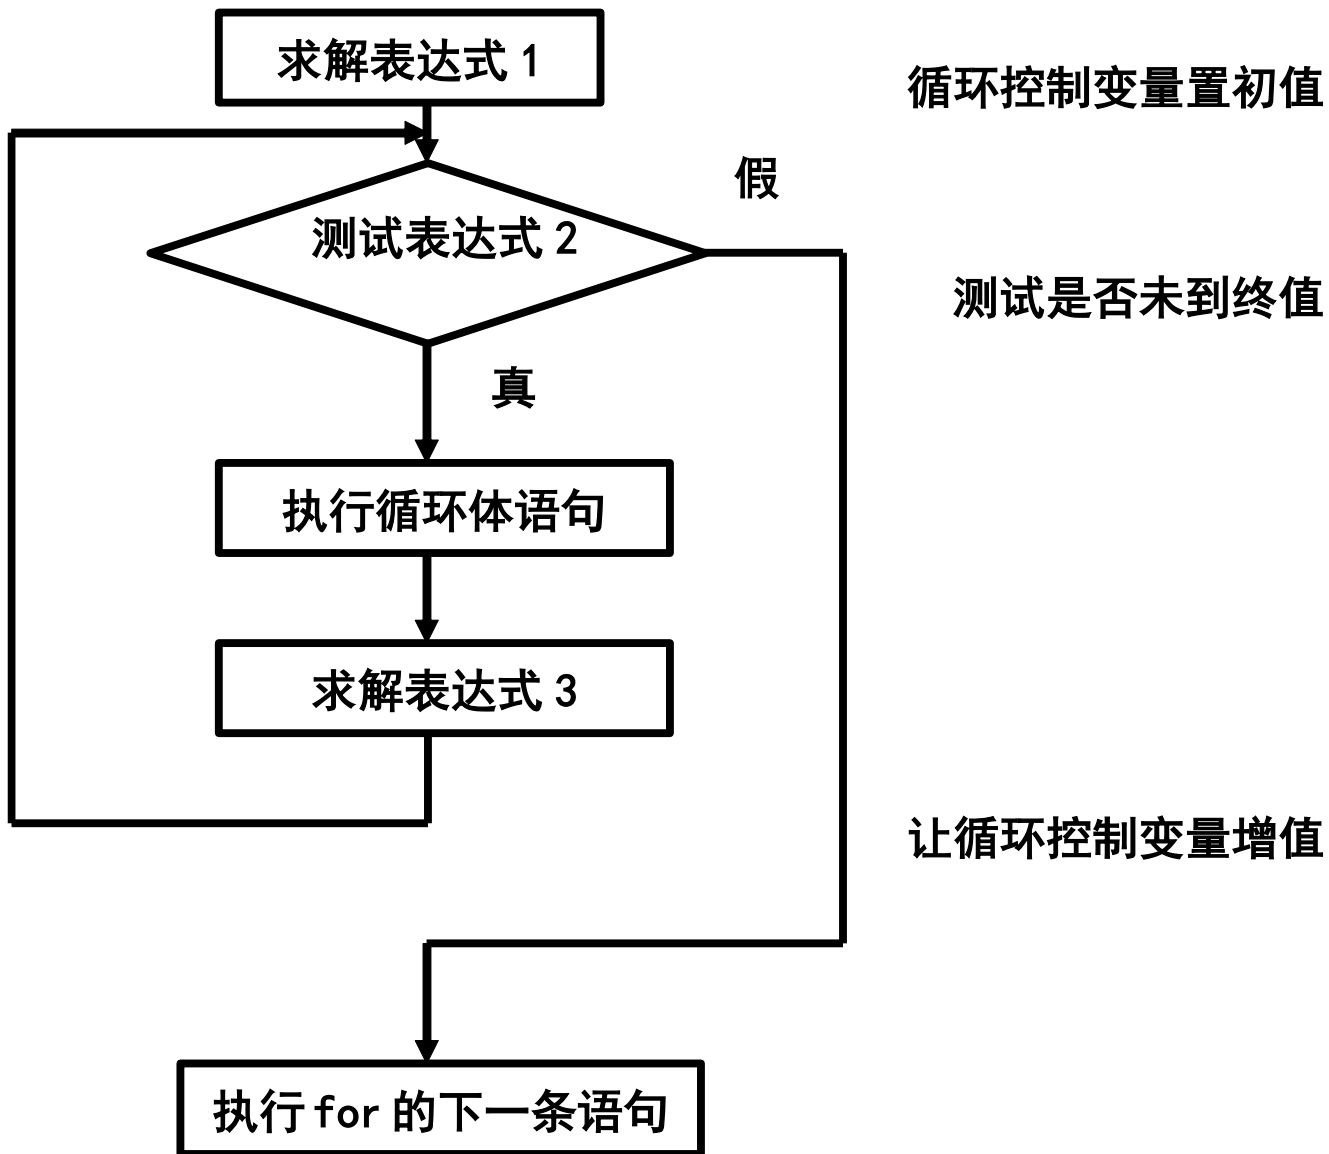 求解表达式1
循环控制变量置初值
假
测试表达式2
测试是否未到终值
真
执行循环体语句
求解表达式3
让循环控制变量增值
执行for的下一条语句